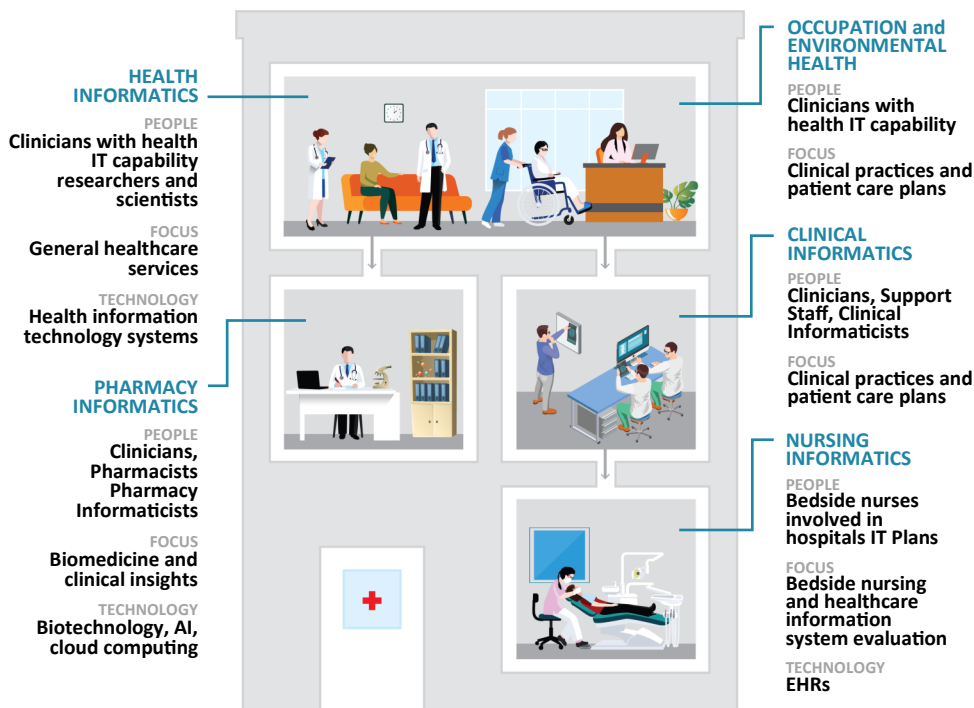 HEALTH
INFORMATICS
PEOPLE
Clinicians with health
IT capability
researchers and
scientists
FOCUS
General healthcare
services
TECHNOLOGY
Health information
technology systems
PHARMACY
INFORMATICS
PEOPLE
Clinicians,
Pharmacists
Pharmacy
Informaticists
FOCUS
Biomedicine and
clinical insights
TECHNOLOGY
Biotechnology, AI,
cloud computing
OCCUPATION and
ENVIRONMENTAL
HEALTH
PEOPLE
Clinicians with
health IT capability
FOCUS
Clinical practices and
patient care plans
CLINICAL
INFORMATICS
PEOPLE
Clinicians, Support
Staff, Clinical
Informaticists
FOCUS
Clinical practices and
patient care plans
NURSING
INFORMATICS
PEOPLE
Bedside nurses
involved in
hospitals IT Plans
FOCUS
Bedside nursing
and healthcare
information
system evaluation
TECHNOLOGY
EHRs